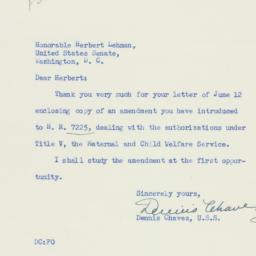 Honorable Herbert Lehman,
United States Senate,
Washington, D. C.
Dear Herbert:
Thank you very much for your letter of June 12
enclosing copy of an amendment you have introduced
to H. R. 7225, dealing with the authorizations under
Title V, the Maternal and Child Welfare Service.
I shall study the amendment at the first oppor-
tunity.
Sincerely yours,
Dennis Chavez
Dennis Chavez, U.S.S.
DC:FO